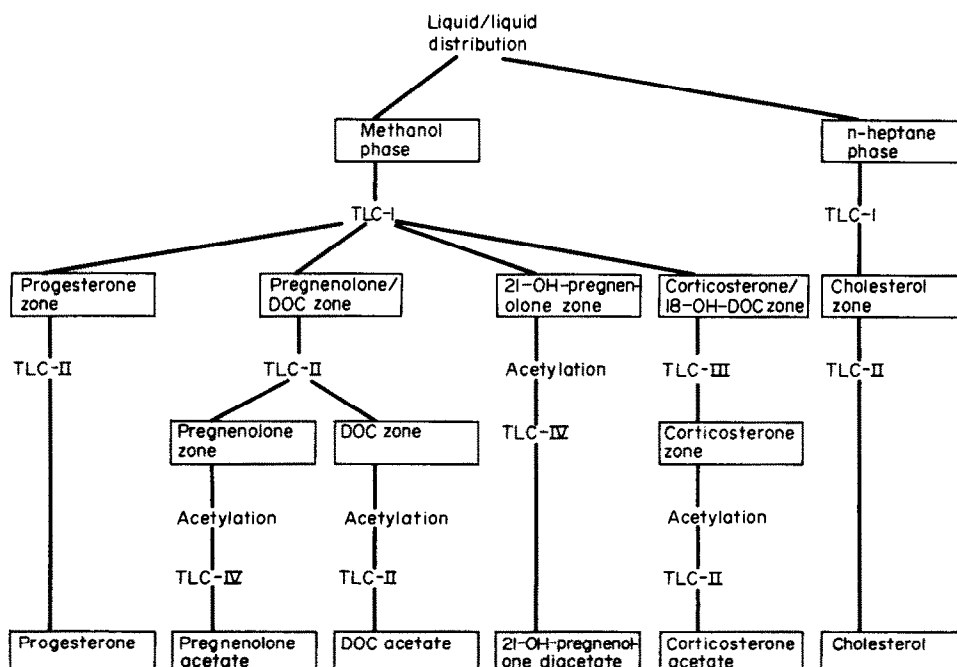 Liquid/liquid
distribution
Methanol
phase
n-heptane
phase
TLC-I
TLC-I
Progesterone
zone
Pregnenolone/
DOC zone
21-OH-pregnen-
olone zone
Corticosterone/
18-OH-DOC zone
Cholesterol
zone
TLC-II
TLC-II
Acetylation
TLC-III
TLC-II
Pregnenolone
zone
DOC zone
TLC-IV
Corticosterone
zone
Acetylation
Acetylation
Acetylation
TLC-IV
TLC-II
TLC-II
Progesterone
Pregnenolone
acetate
DOC acetate
21-OH-pregnenol-
one diacetate
Corticosterone
acetate
Cholesterol